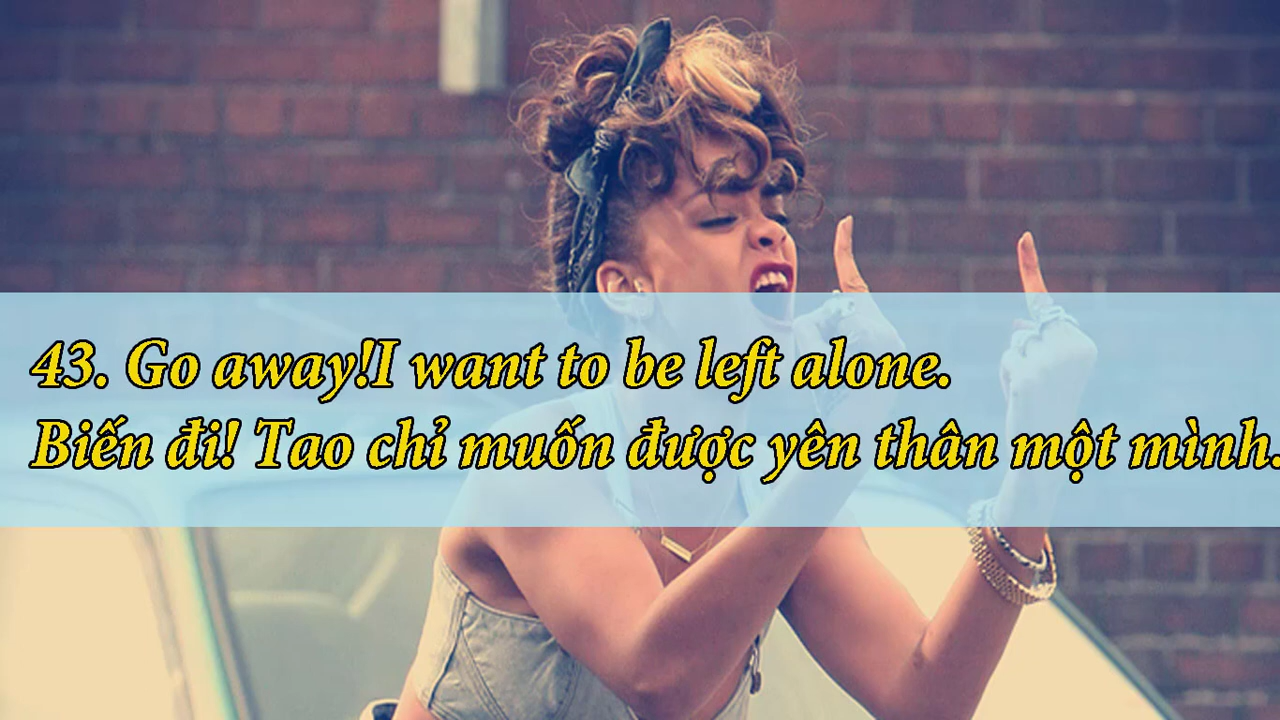 43. Go away!I want to be left alone.
Biến đi! Tao chỉ muốn được yên thân một mình.